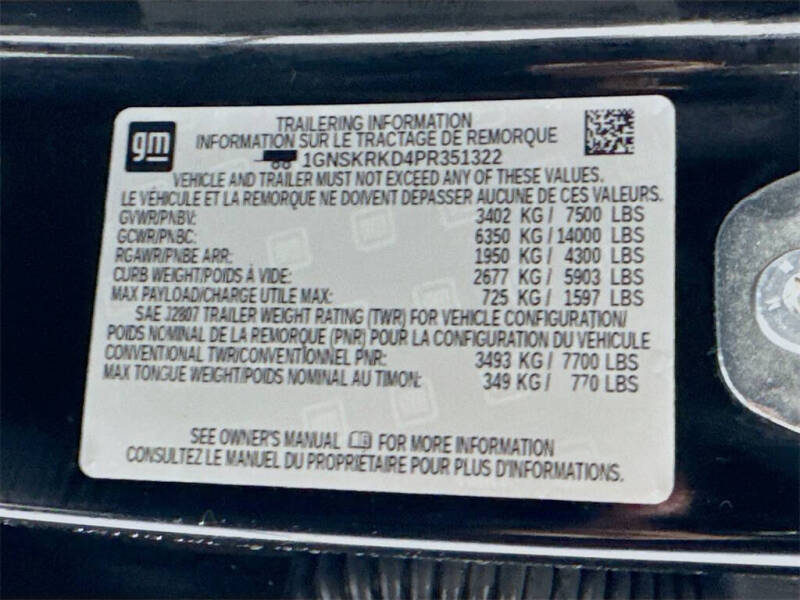 gm
TRAILERING INFORMATION
INFORMATION SUR LE TRACTAGE DE REMORQUE
1GNSKRKD4PR351322
VEHICLE AND TRAILER MUST NOT EXCEED ANY OF THESE VALUES.
LE VÉHICULE ET LA REMORQUE NE DOIVENT DÉPASSER AUCUNE DE CES VALEURS.
GVWR/PNBV: 3402 KG / 7500 LBS
GCWR/PNBC: 6350 KG / 14000 LBS
RGAWR/PNBE ARR: 1950 KG / 4300 LBS
CURB WEIGHT/POIDS À VIDE: 2677 KG / 5903 LBS
MAX PAYLOAD/CHARGE UTILE MAX: 725 KG / 1597 LBS
SAE J2807 TRAILER WEIGHT RATING (TWR) FOR VEHICLE CONFIGURATION/
POIDS NOMINAL DE LA REMORQUE (PNR) POUR LA CONFIGURATION DU VÉHICULE
CONVENTIONAL TWR/CONVENTIONNEL PNR: 3493 KG / 7700 LBS
MAX TONGUE WEIGHT/POIDS NOMINAL AU TIMON: 349 KG / 770 LBS
SEE OWNER'S MANUAL FOR MORE INFORMATION
CONSULTEZ LE MANUEL DU PROPRIÉTAIRE POUR PLUS D'INFORMATIONS.